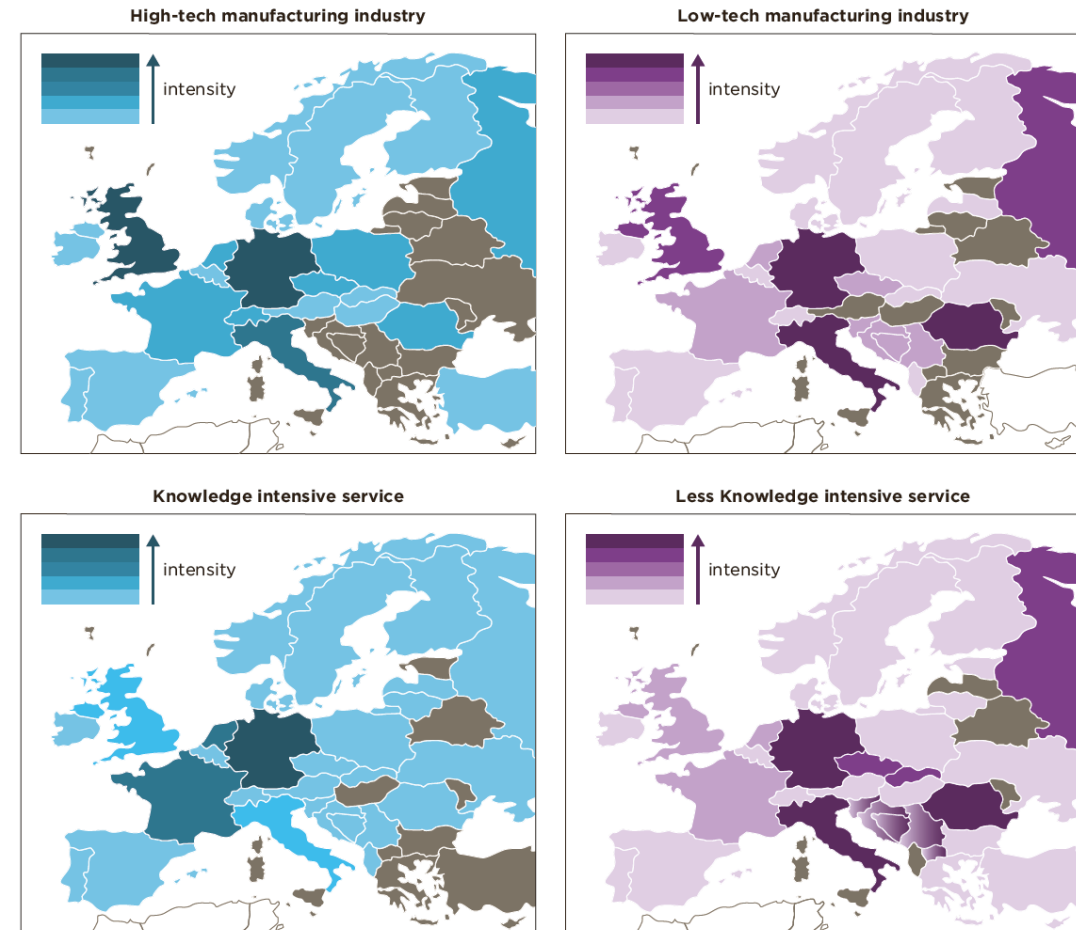 High-tech manufacturing industry
Low-tech manufacturing industry
intensity
intensity
Knowledge intensive service
Less Knowledge intensive service
intensity
intensity